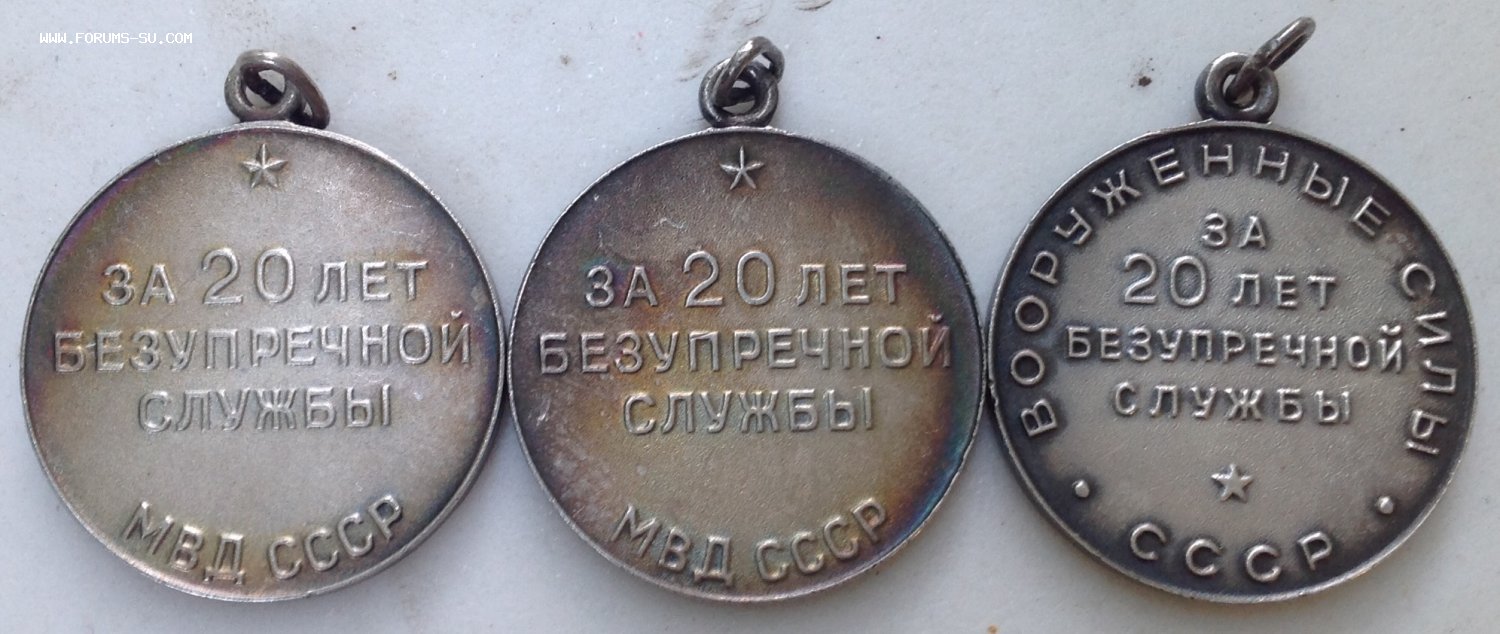 WWW.FORUMS-SU.COM
ЗА 20 ЛЕТ
БЕЗУПРЕЧНОЙ
СЛУЖБЫ
МВД СССР
ЗА 20 ЛЕТ
БЕЗУПРЕЧНОЙ
СЛУЖБЫ
МВД СССР
ВООРУЖЕННЫЕ СИЛЫ
ЗА
20 ЛЕТ
БЕЗУПРЕЧНОЙ
СЛУЖБЫ
СССР